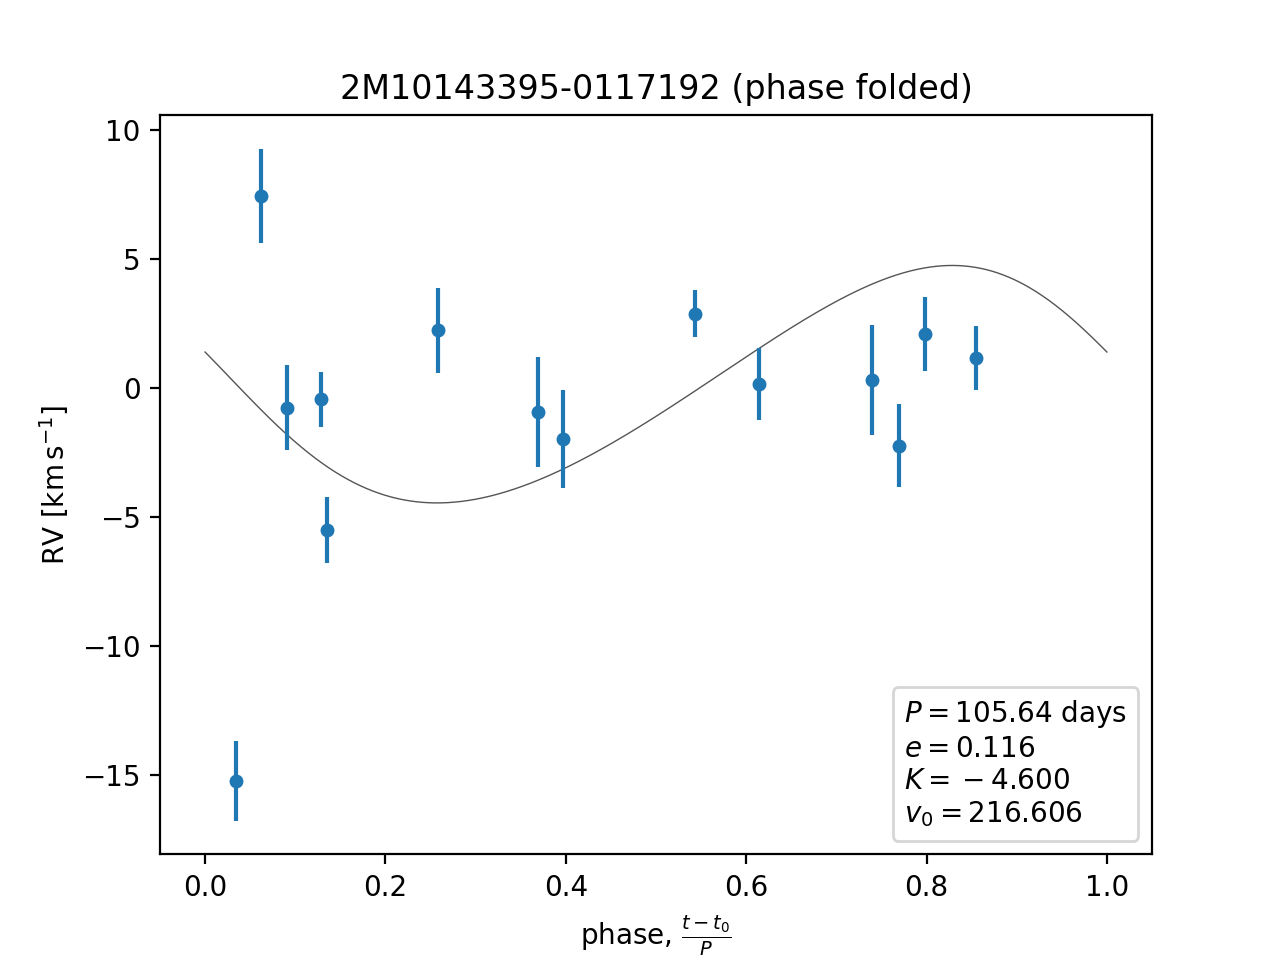 2M10143395-0117192 (phase folded)
10
5
0
−5
−10
−15
RV [km s⁻¹]
P = 105.64 days
e = 0.116
K = −4.600
v₀ = 216.606
0.0 0.2 0.4 0.6 0.8 1.0
phase, (t − t₀)/P